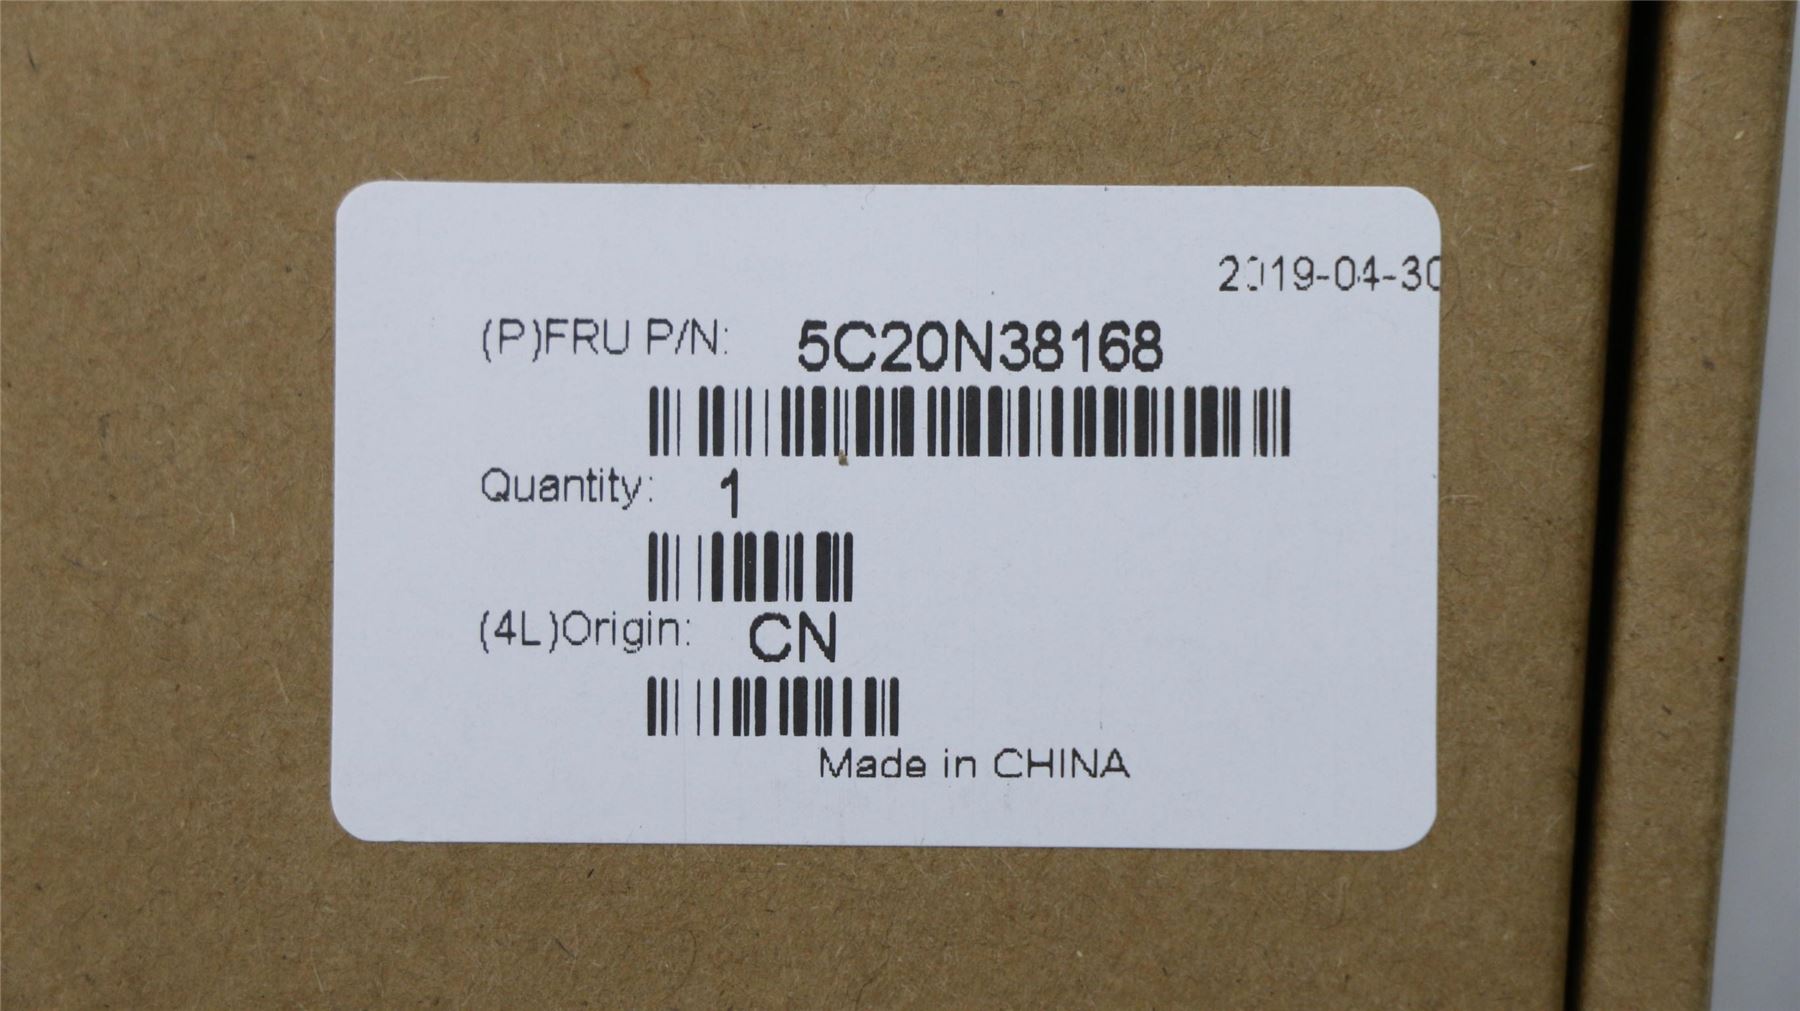 2019-04-30
(P)FRU P/N: 5C20N38168
Quantity: 1
(4L)Origin: CN
Made in CHINA